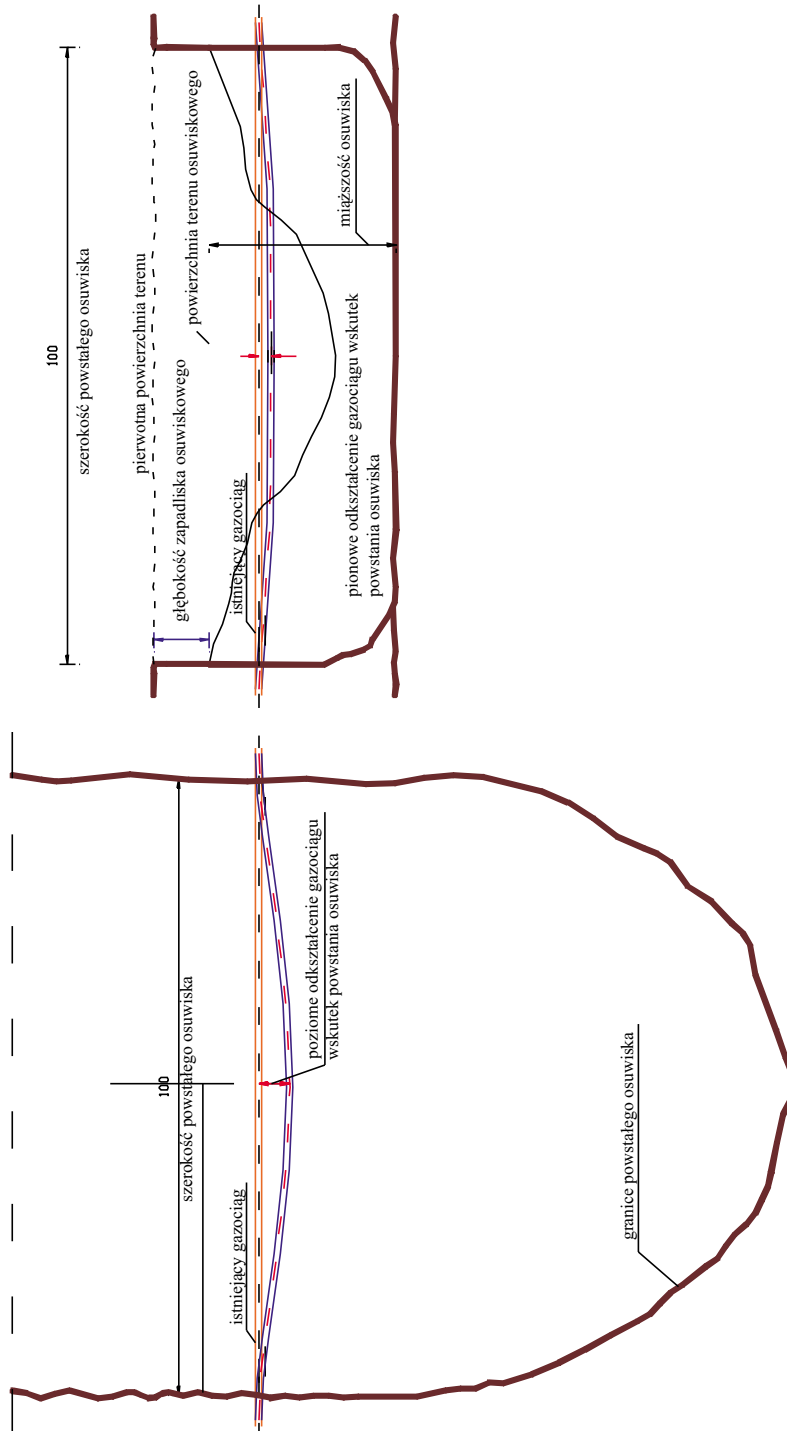 100
szerokość powstałego osuwiska
pierwotna powierzchnia terenu
głębokość zapadliska osuwiskowego
powierzchnia terenu osuwiskowego
istniejący gazociąg
miąższość osuwiska
pionowe odkształcenie gazociągu wskutek
powstania osuwiska
100
szerokość powstałego osuwiska
istniejący gazociąg
poziome odkształcenie gazociągu
wskutek powstania osuwiska
granice powstałego osuwiska